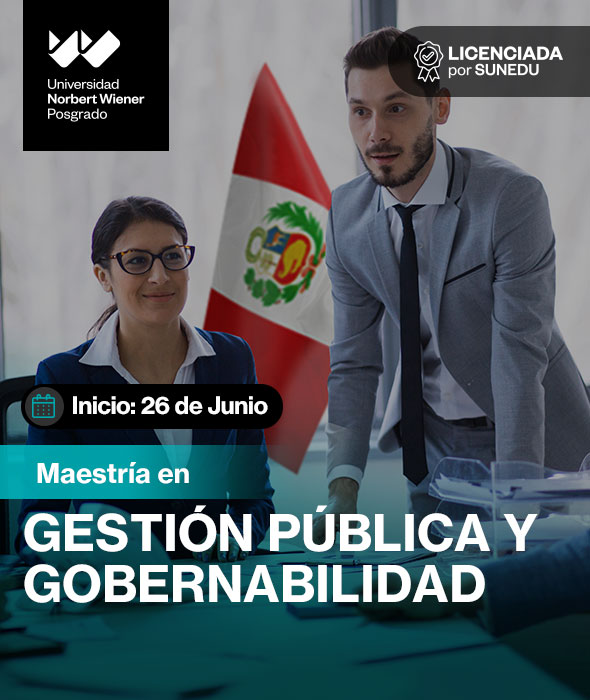 Universidad
Norbert Wiener
Posgrado
LICENCIADA
por SUNEDU
Inicio: 26 de Junio
Maestría en
GESTIÓN PÚBLICA Y
GOBERNABILIDAD